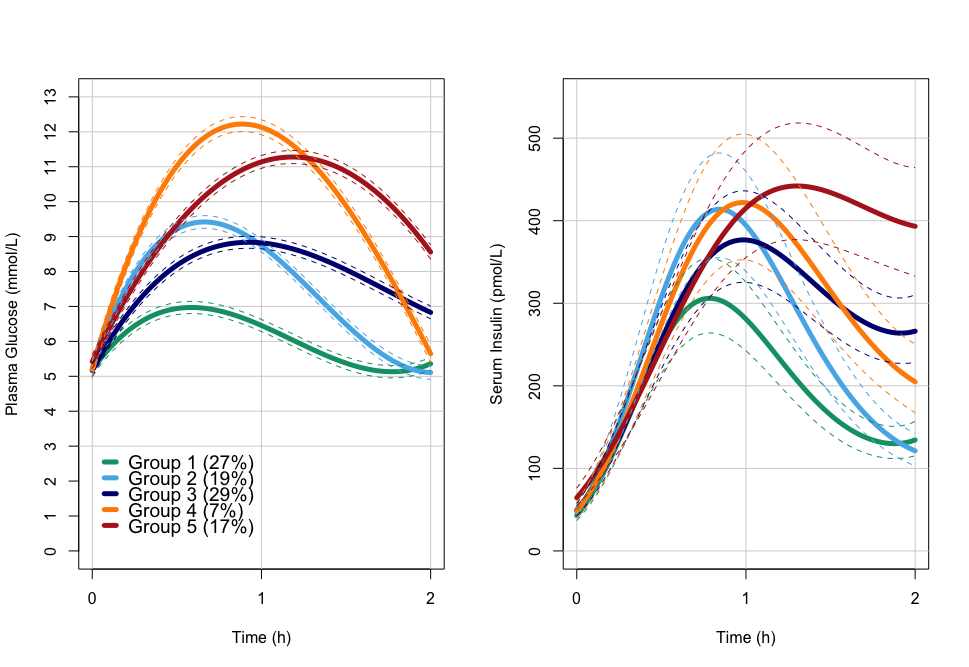 Plasma Glucose (mmol/L)
13
12
11
10
9
8
7
6
5
4
3
2
1
0
Group 1 (27%)
Group 2 (19%)
Group 3 (29%)
Group 4 (7%)
Group 5 (17%)
0 1 2
Time (h)
Serum Insulin (pmol/L)
500
400
300
200
100
0
0 1 2
Time (h)